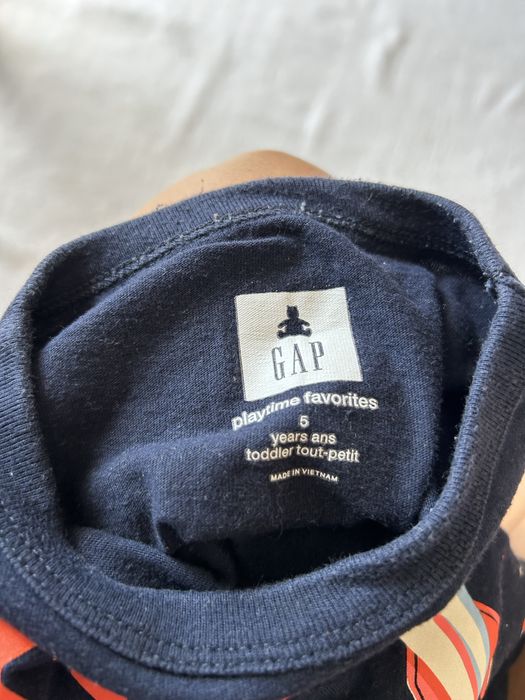 GAP
playtime favorites
5
years ans
toddler tout-petit
MADE IN VIETNAM